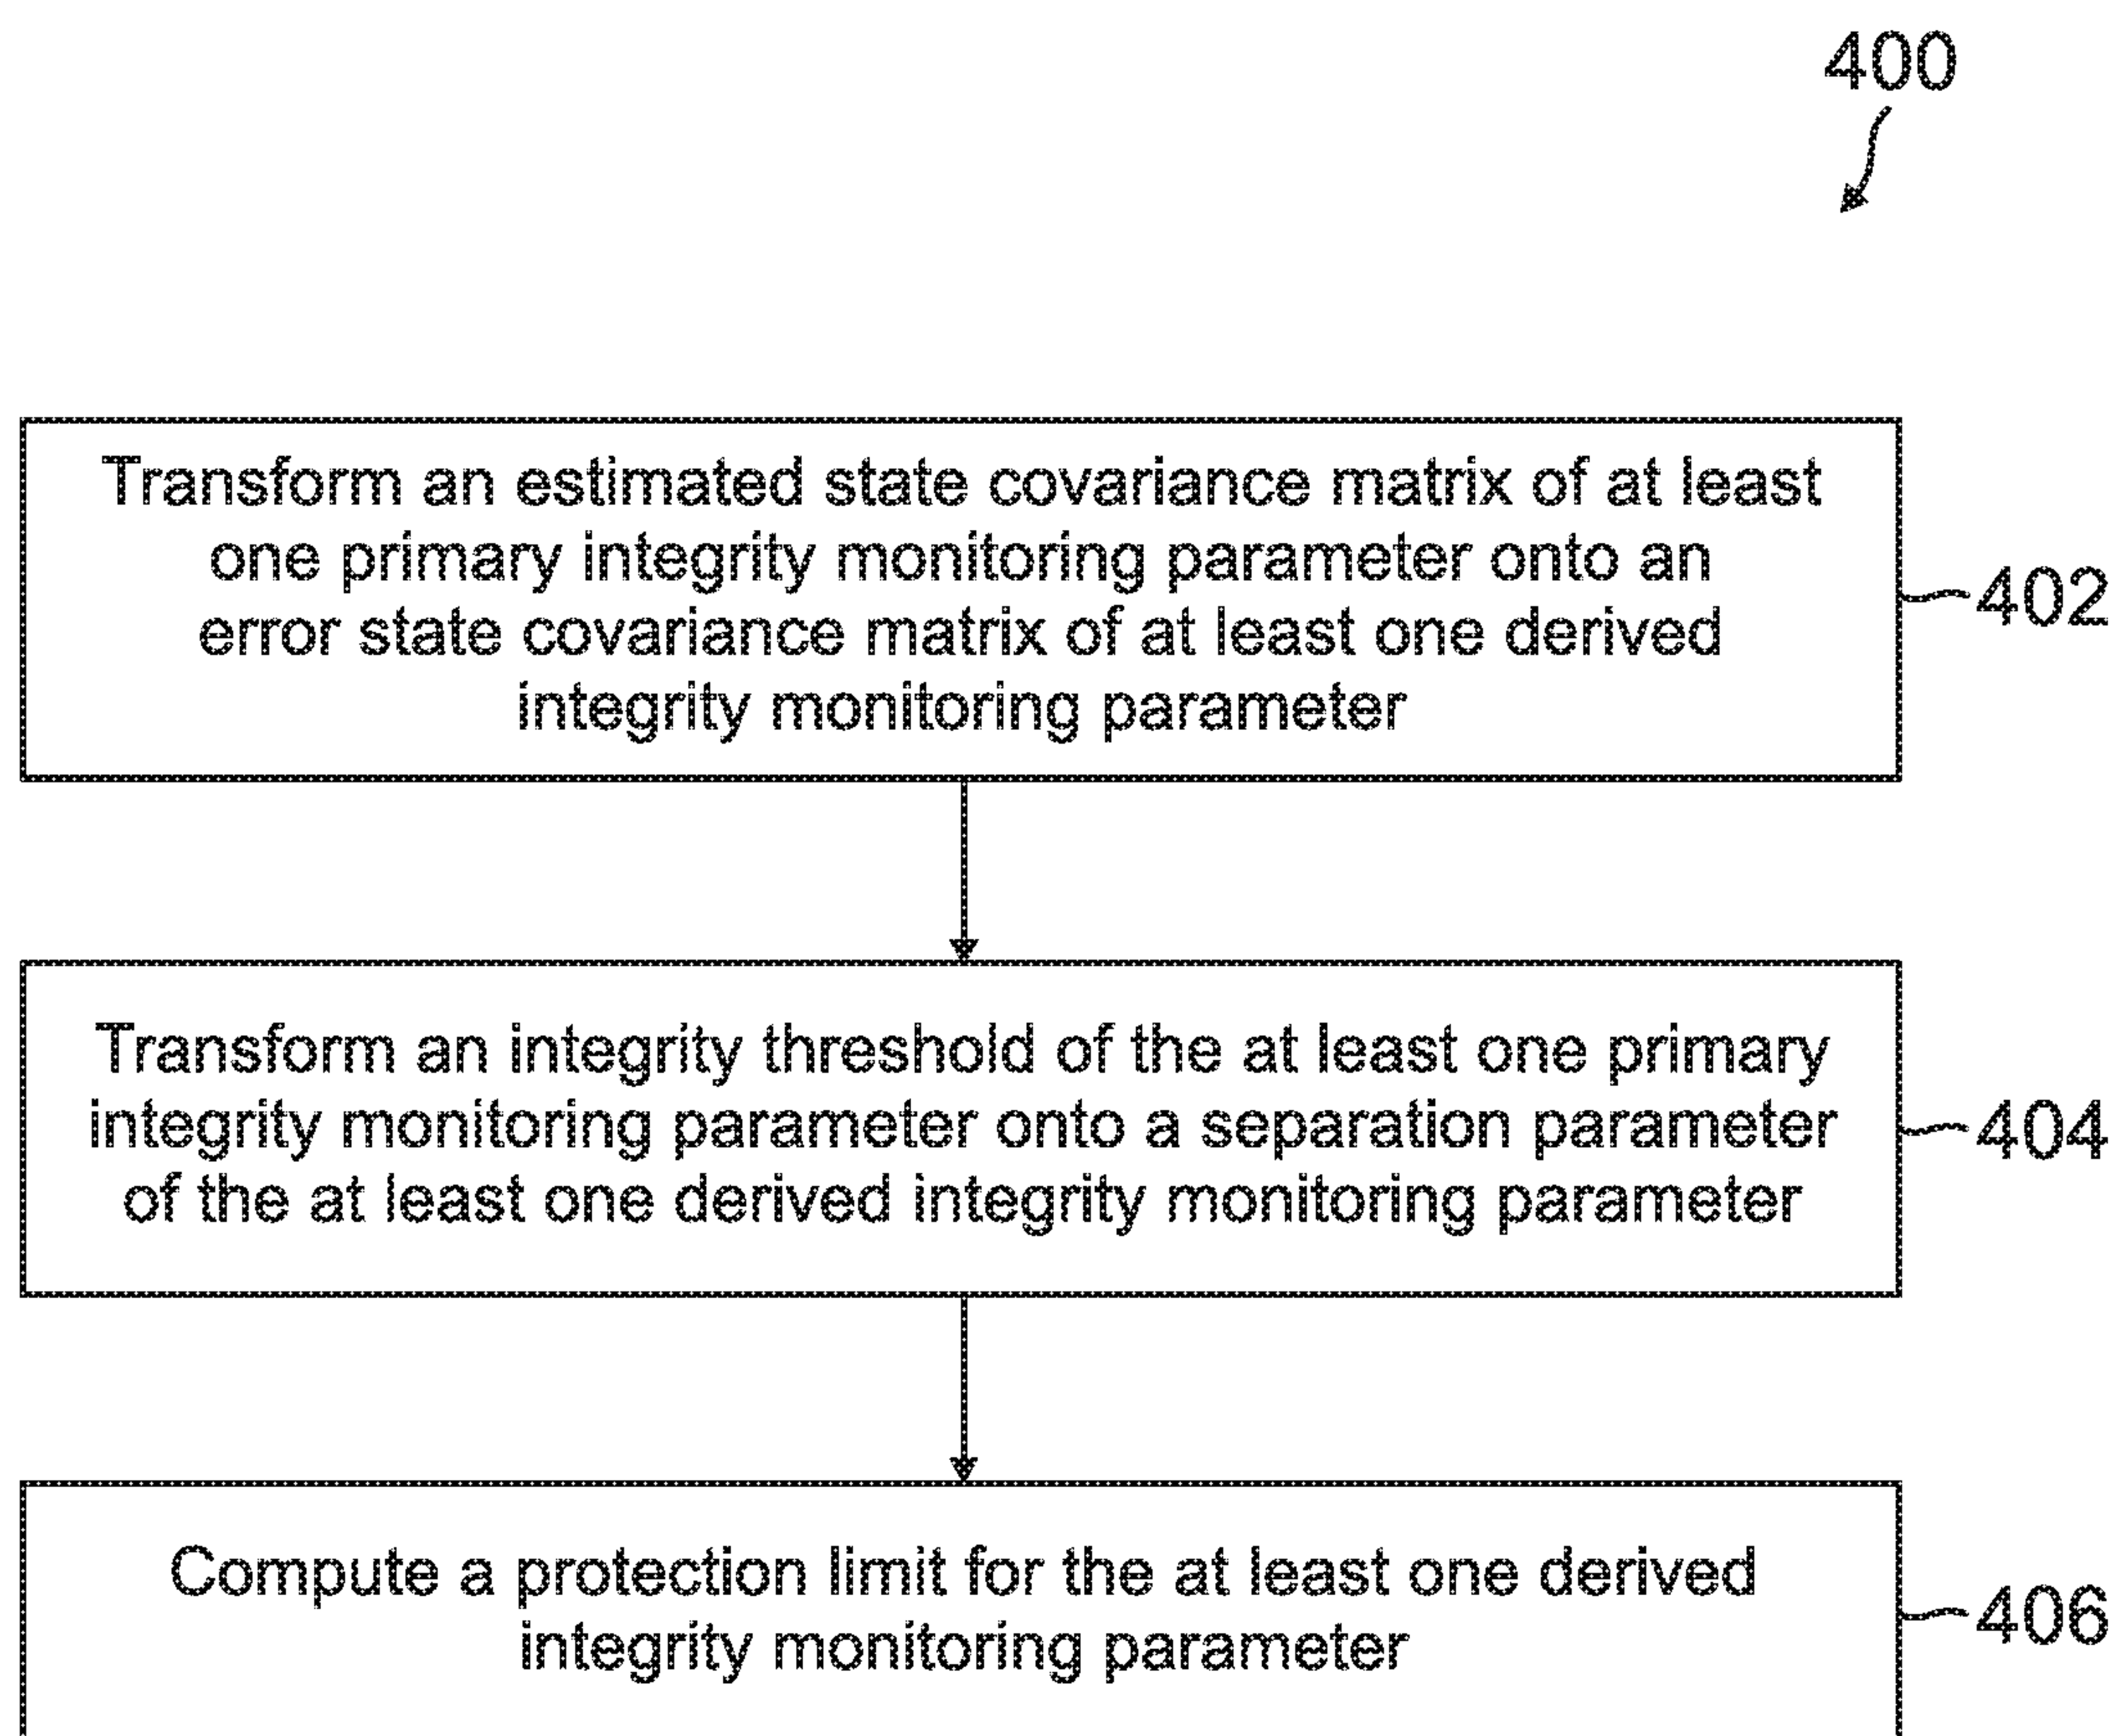 400
Transform an estimated state covariance matrix of at least
one primary integrity monitoring parameter onto an
error state covariance matrix of at least one derived
integrity monitoring parameter
402
Transform an integrity threshold of the at least one primary
integrity monitoring parameter onto a separation parameter
of the at least one derived integrity monitoring parameter
404
Compute a protection limit for the at least one derived
integrity monitoring parameter
406